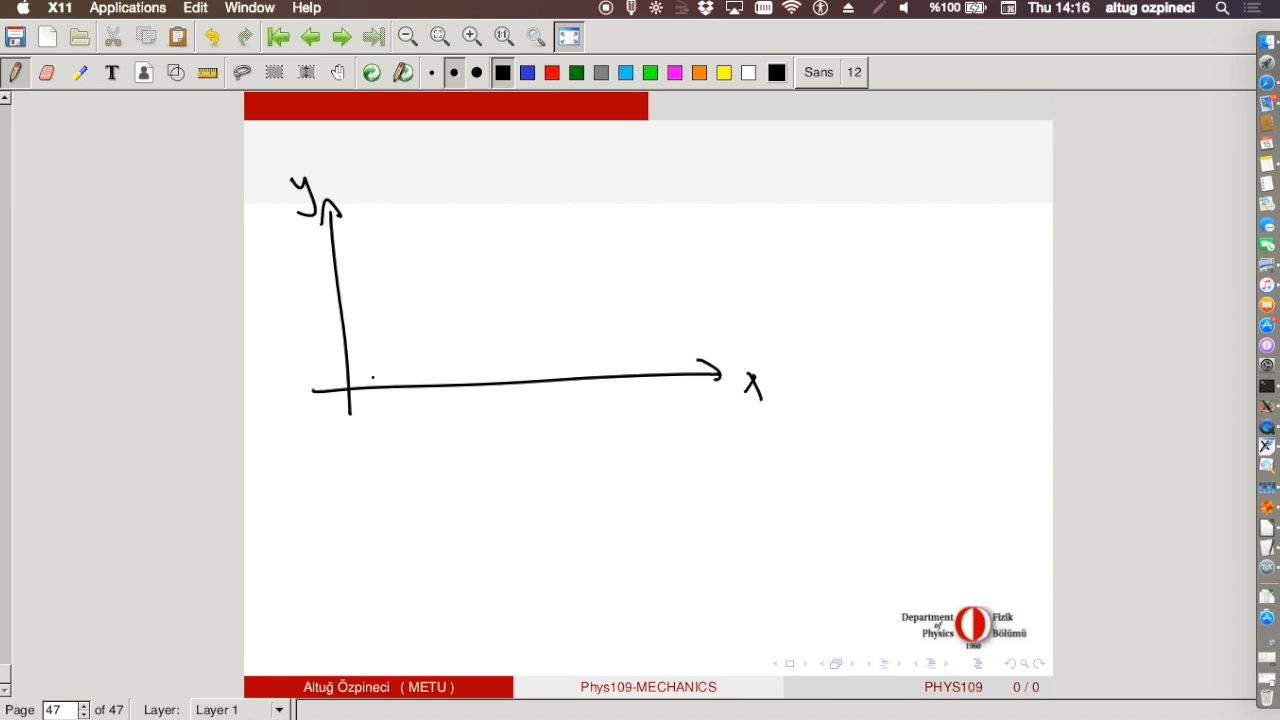 X11 Applications Edit Window Help %100 Thu 14:16 altug ozpineci
T Sans 12
y
x
Department of Physics Fizik Bölümü
1960
Altuğ Özpineci ( METU ) Phys109-MECHANICS PHYS109 0 / 0
Page 47 of 47 Layer: Layer 1